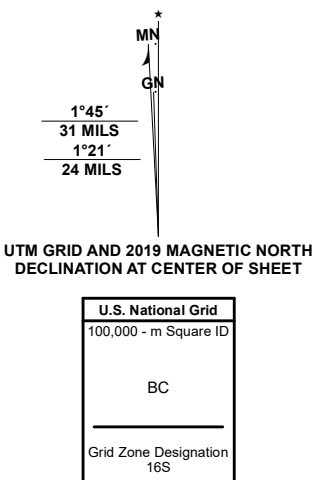 ★
MN
GN
1°45´
31 MILS
1°21´
24 MILS
UTM GRID AND 2019 MAGNETIC NORTH
DECLINATION AT CENTER OF SHEET
U.S. National Grid
100,000 - m Square ID
BC
Grid Zone Designation
16S